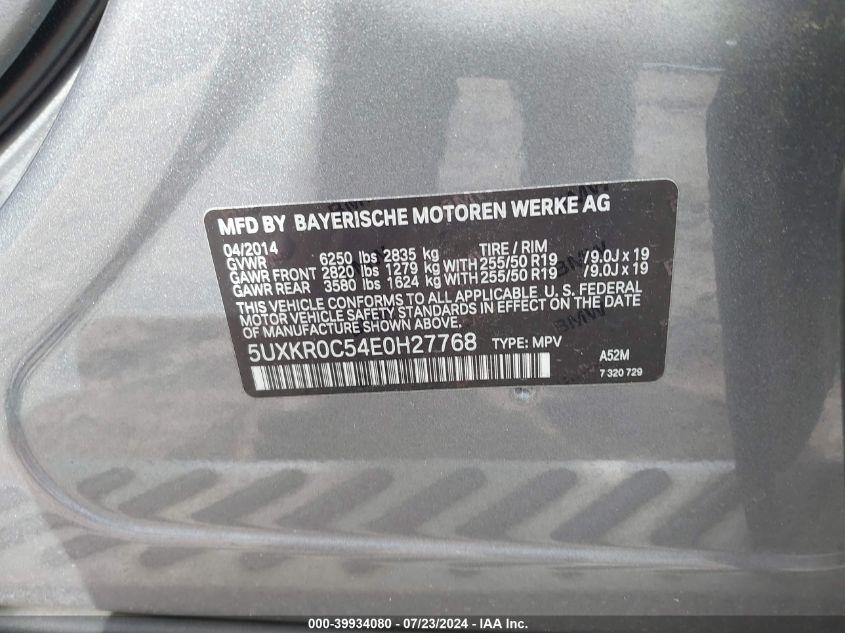 MFD BY BAYERISCHE MOTOREN WERKE AG
04/2014 TIRE / RIM
GVWR 6250 lbs 2835 kg
GAWR FRONT 2820 lbs 1279 kg WITH 255/50 R19 /9.0J x 19
GAWR REAR 3580 lbs 1624 kg WITH 255/50 R19 /9.0J x 19
THIS VEHICLE CONFORMS TO ALL APPLICABLE U. S. FEDERAL
MOTOR VEHICLE SAFETY STANDARDS IN EFFECT ON THE DATE
OF MANUFACTURE SHOWN ABOVE.
5UXKR0C54E0H27768 TYPE: MPV
A52M
7 320 729
000-39934080 - 07/23/2024 - IAA Inc.